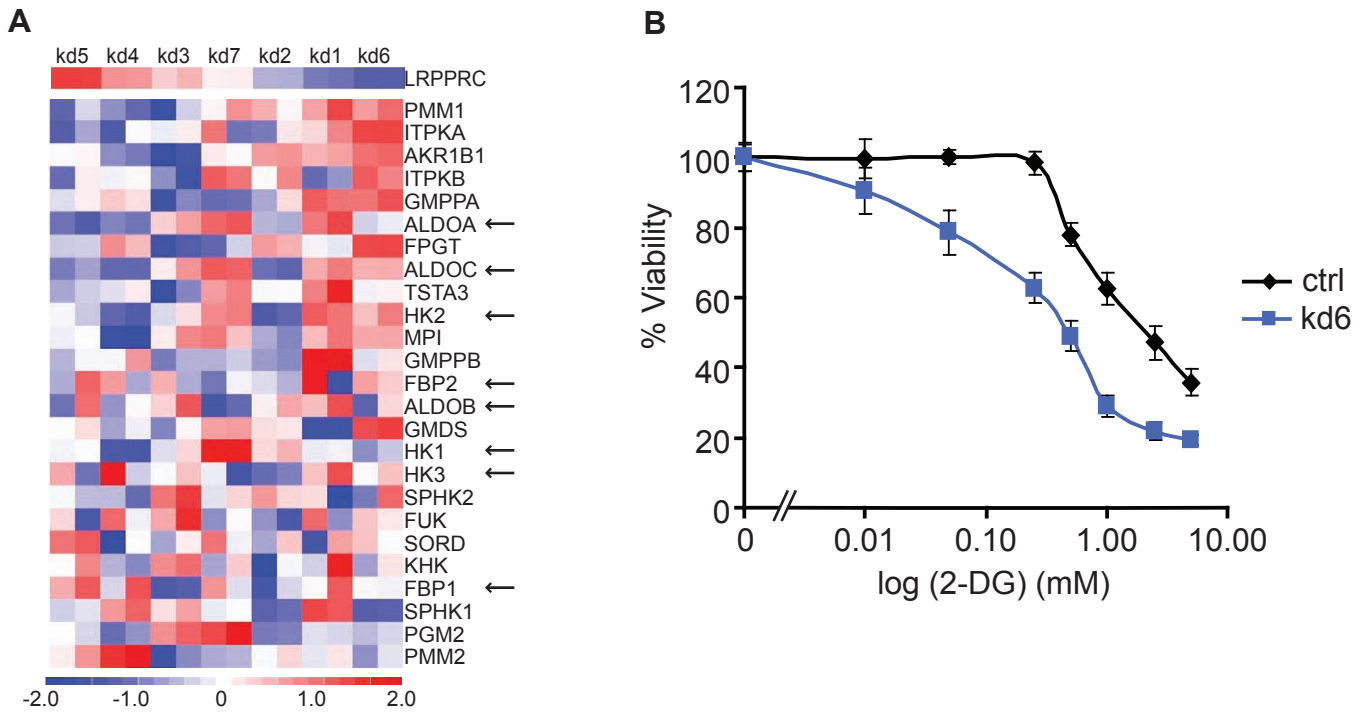 A
kd5 kd4 kd3 kd7 kd2 kd1 kd6
LRPPRC
PMM1
ITPKA
AKR1B1
ITPKB
GMPPA
ALDOA ←
FPGT
ALDOC ←
TSTA3
HK2 ←
MPI
GMPPB
FBP2 ←
ALDOB ←
GMDS
HK1 ←
HK3 ←
SPHK2
FUK
SORD
KHK
FBP1 ←
SPHK1
PGM2
PMM2
-2.0 -1.0 0 1.0 2.0
B
% Viability
120
100
80
60
40
20
0
0 0.01 0.10 1.00 10.00
log (2-DG) (mM)
ctrl
kd6